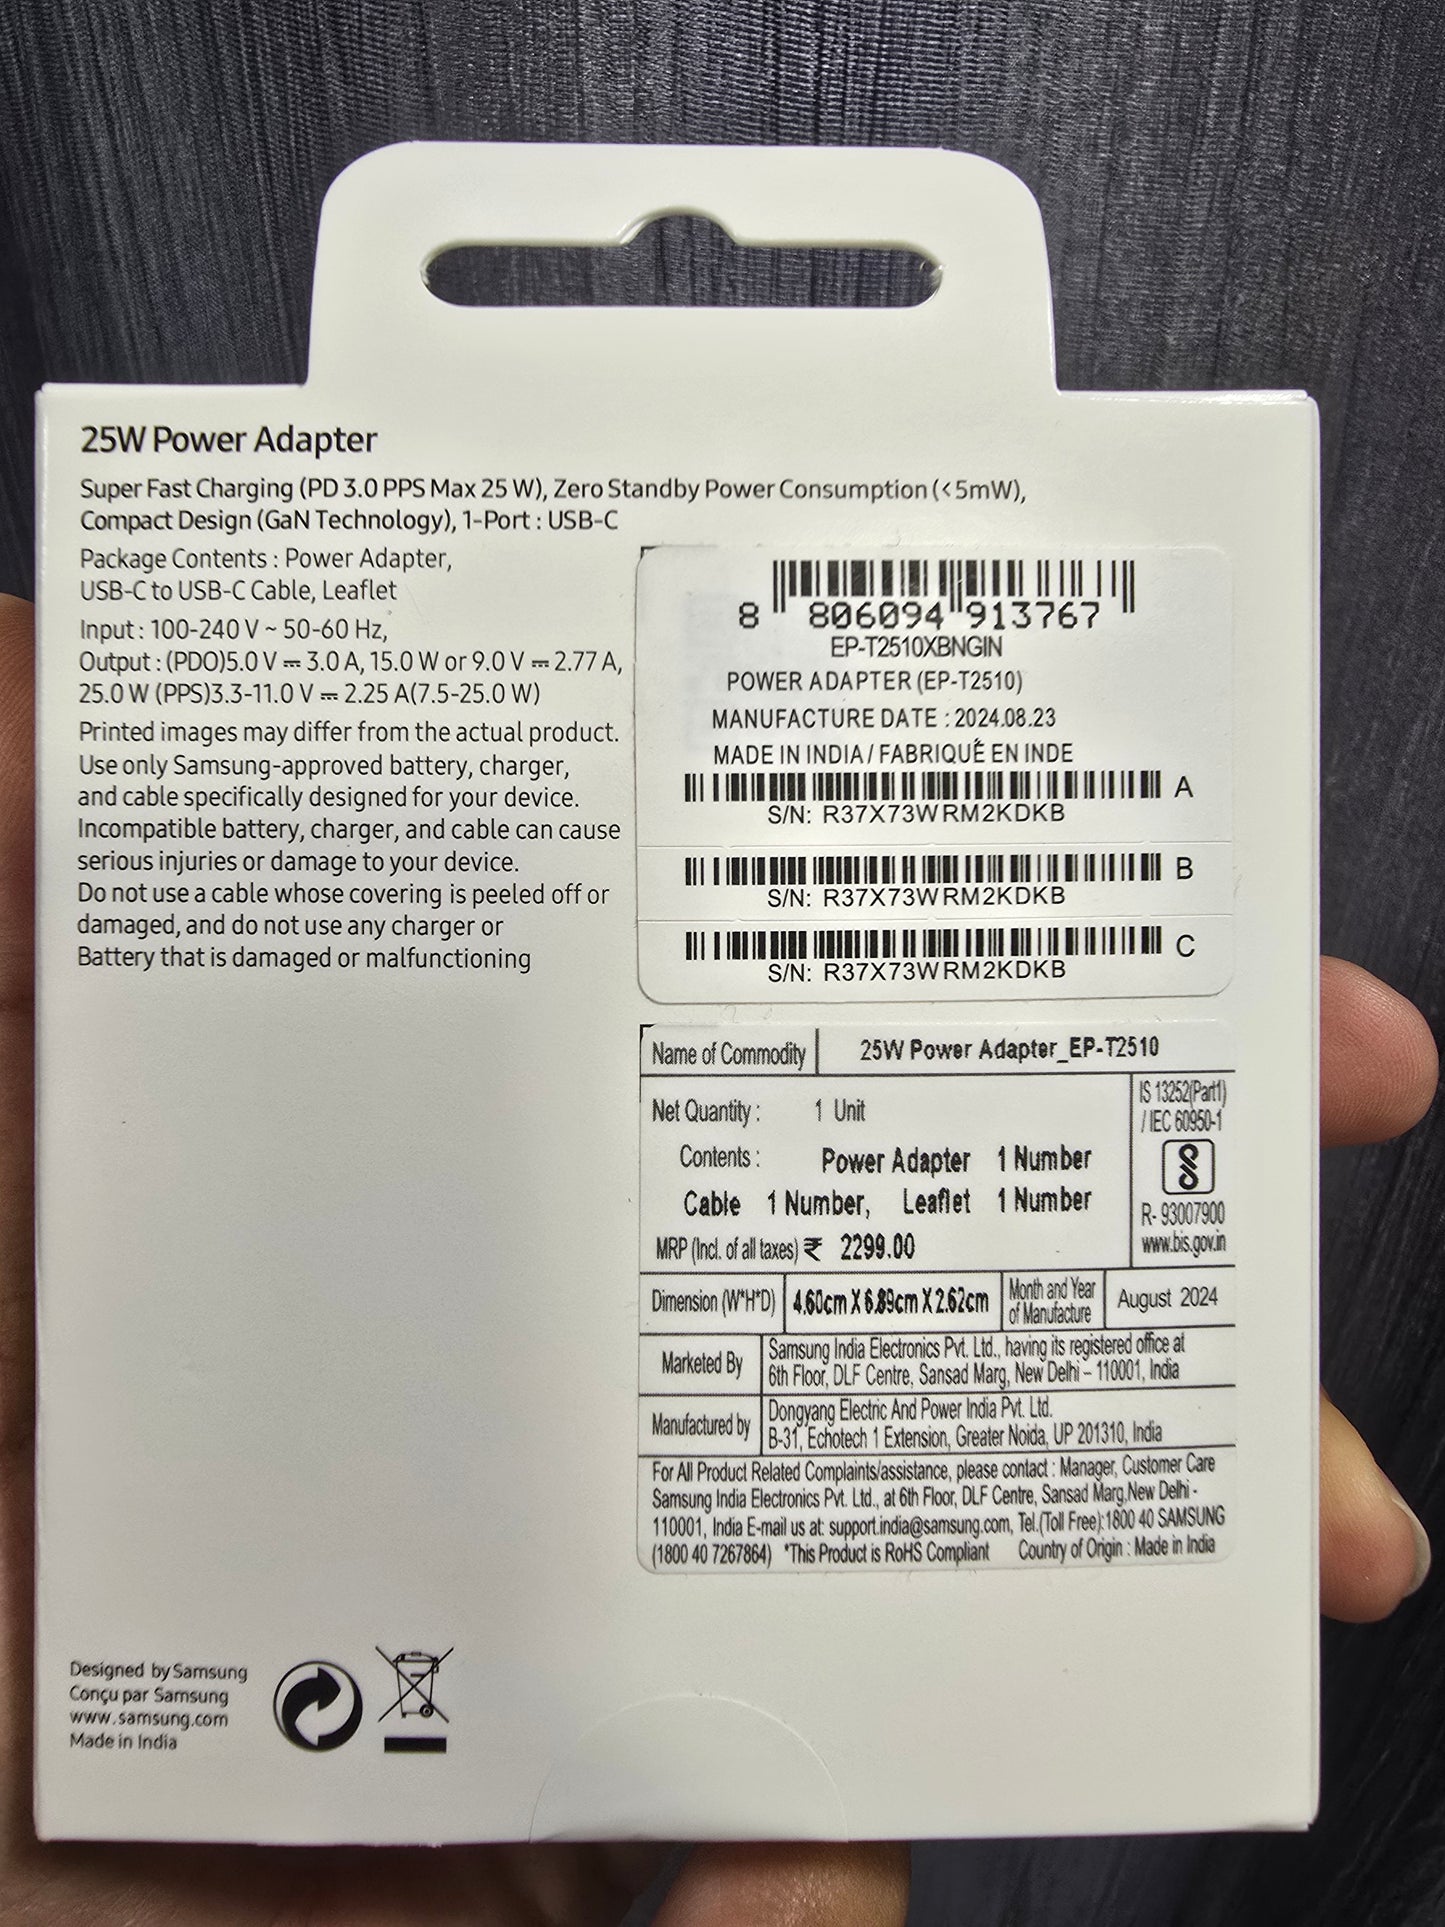 25W Power Adapter
Super Fast Charging (PD 3.0 PPS Max 25 W), Zero Standby Power Consumption (<5mW),
Compact Design (GaN Technology), 1-Port : USB-C
Package Contents : Power Adapter,
USB-C to USB-C Cable, Leaflet
Input : 100-240 V ~ 50-60 Hz,
Output : (PDO)5.0 V ⎓ 3.0 A, 15.0 W or 9.0 V ⎓ 2.77 A,
25.0 W (PPS)3.3-11.0 V ⎓ 2.25 A(7.5-25.0 W)
Printed images may differ from the actual product.
Use only Samsung-approved battery, charger,
and cable specifically designed for your device.
Incompatible battery, charger, and cable can cause
serious injuries or damage to your device.
Do not use a cable whose covering is peeled off or
damaged, and do not use any charger or
Battery that is damaged or malfunctioning
8 806094 913767
EP-T2510XBNGIN
POWER ADAPTER (EP-T2510)
MANUFACTURE DATE : 2024.08.23
MADE IN INDIA / FABRIQUÉ EN INDE
A
S/N: R37X73WRM2KDKB
B
S/N: R37X73WRM2KDKB
C
S/N: R37X73WRM2KDKB
Name of Commodity 25W Power Adapter_EP-T2510
Net Quantity : 1 Unit
Contents : Power Adapter 1 Number
Cable 1 Number, Leaflet 1 Number
MRP (Incl. of all taxes) ₹ 2299.00
IS 13252(Part1)
/ IEC 60950-1
R- 93007900
www.bis.gov.in
Dimension (W*H*D) 4.60cm X 6.89cm X 2.62cm
Month and Year
of Manufacture
August 2024
Marketed By
Samsung India Electronics Pvt. Ltd., having its registered office at
6th Floor, DLF Centre, Sansad Marg, New Delhi – 110001, India
Manufactured by
Dongyang Electric And Power India Pvt. Ltd.
B-31, Echotech 1 Extension, Greater Noida, UP 201310, India
For All Product Related Complaints/assistance, please contact : Manager, Customer Care
Samsung India Electronics Pvt. Ltd., at 6th Floor, DLF Centre, Sansad Marg,New Delhi -
110001, India E-mail us at: support.india@samsung.com, Tel.(Toll Free):1800 40 SAMSUNG
(1800 40 7267864) *This Product is RoHS Compliant Country of Origin : Made in India
Designed by Samsung
Conçu par Samsung
www.samsung.com
Made in India